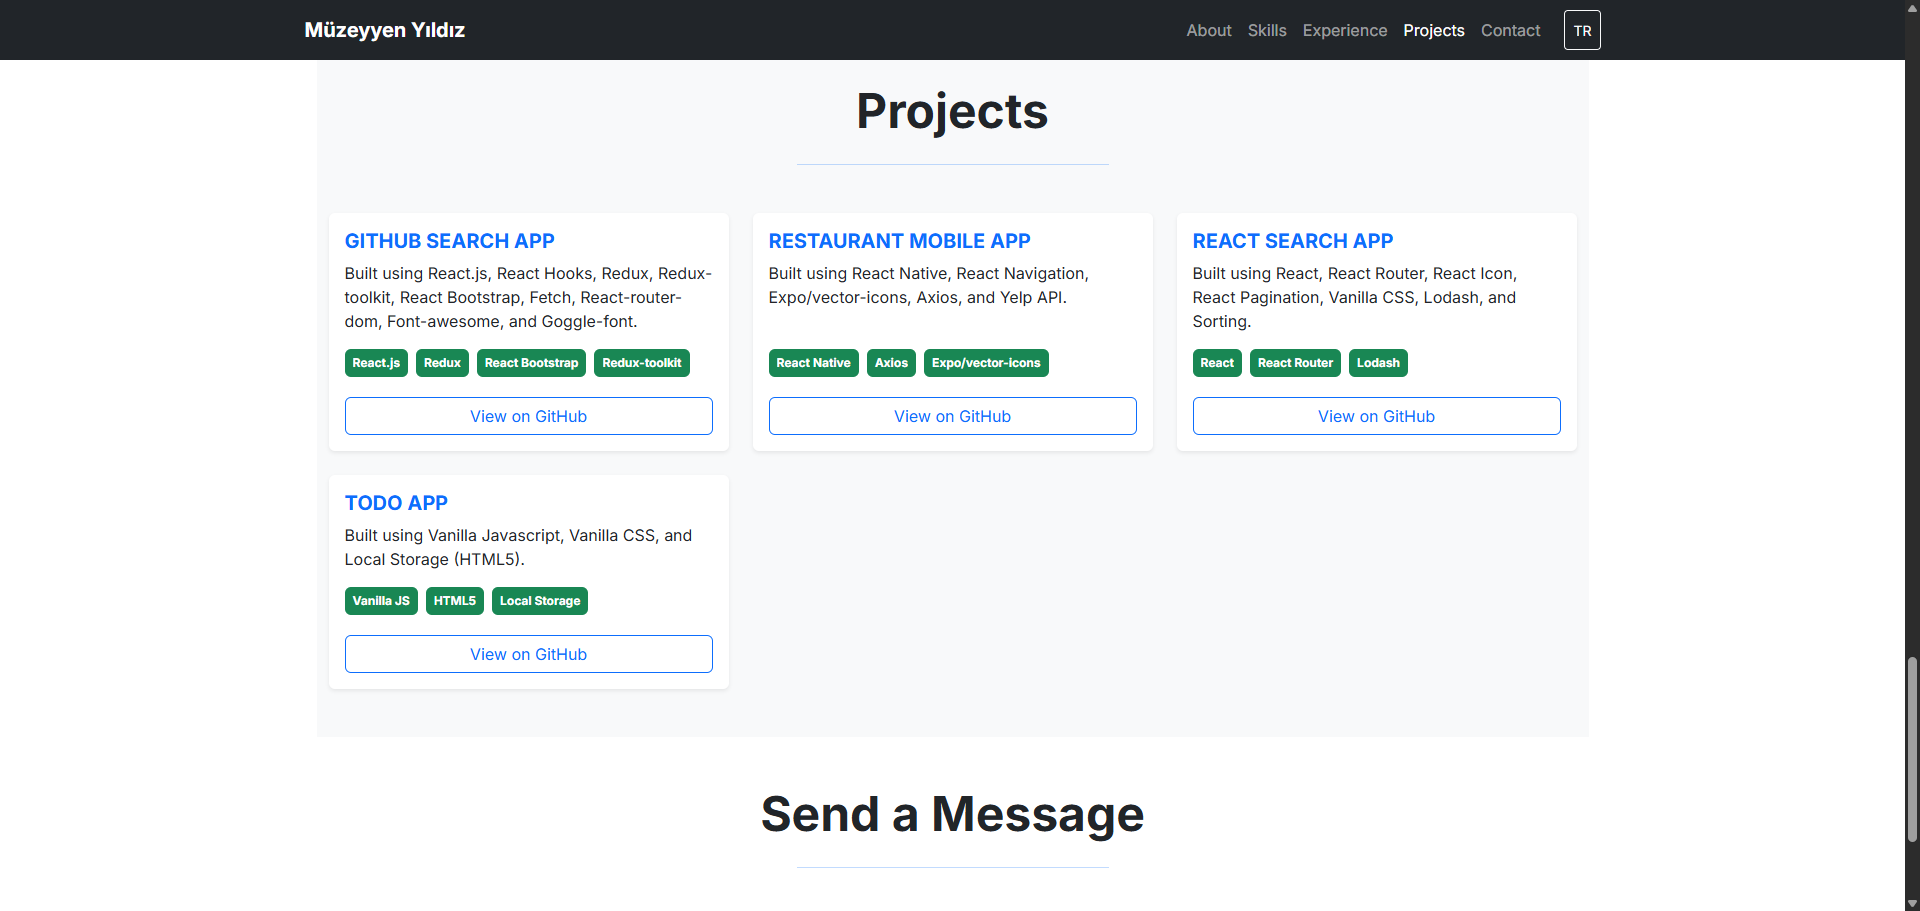 Müzeyyen Yıldız
About Skills Experience Projects Contact TR
Projects
GITHUB SEARCH APP
Built using React.js, React Hooks, Redux, Redux-
toolkit, React Bootstrap, Fetch, React-router-
dom, Font-awesome, and Goggle-font.
React.js Redux React Bootstrap Redux-toolkit
View on GitHub
RESTAURANT MOBILE APP
Built using React Native, React Navigation,
Expo/vector-icons, Axios, and Yelp API.
React Native Axios Expo/vector-icons
View on GitHub
REACT SEARCH APP
Built using React, React Router, React Icon,
React Pagination, Vanilla CSS, Lodash, and
Sorting.
React React Router Lodash
View on GitHub
TODO APP
Built using Vanilla Javascript, Vanilla CSS, and
Local Storage (HTML5).
Vanilla JS HTML5 Local Storage
View on GitHub
Send a Message